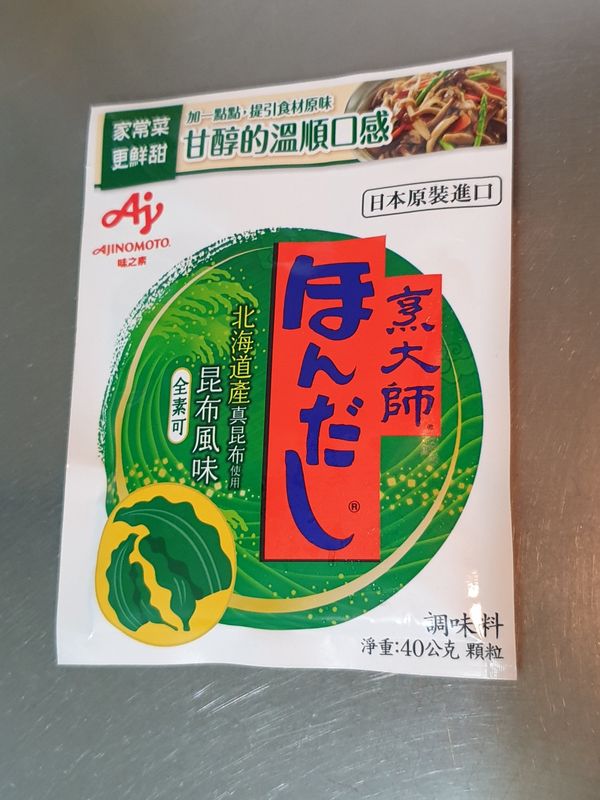 家常菜
更鮮甜
加一點點，提引食材原味
甘醇的溫順口感
日本原裝進口
Aj
AJINOMOTO®
味之素
ほんだし®
烹大師®
北海道產真昆布使用
昆布風味
全素可
調味料
淨重:40公克 顆粒